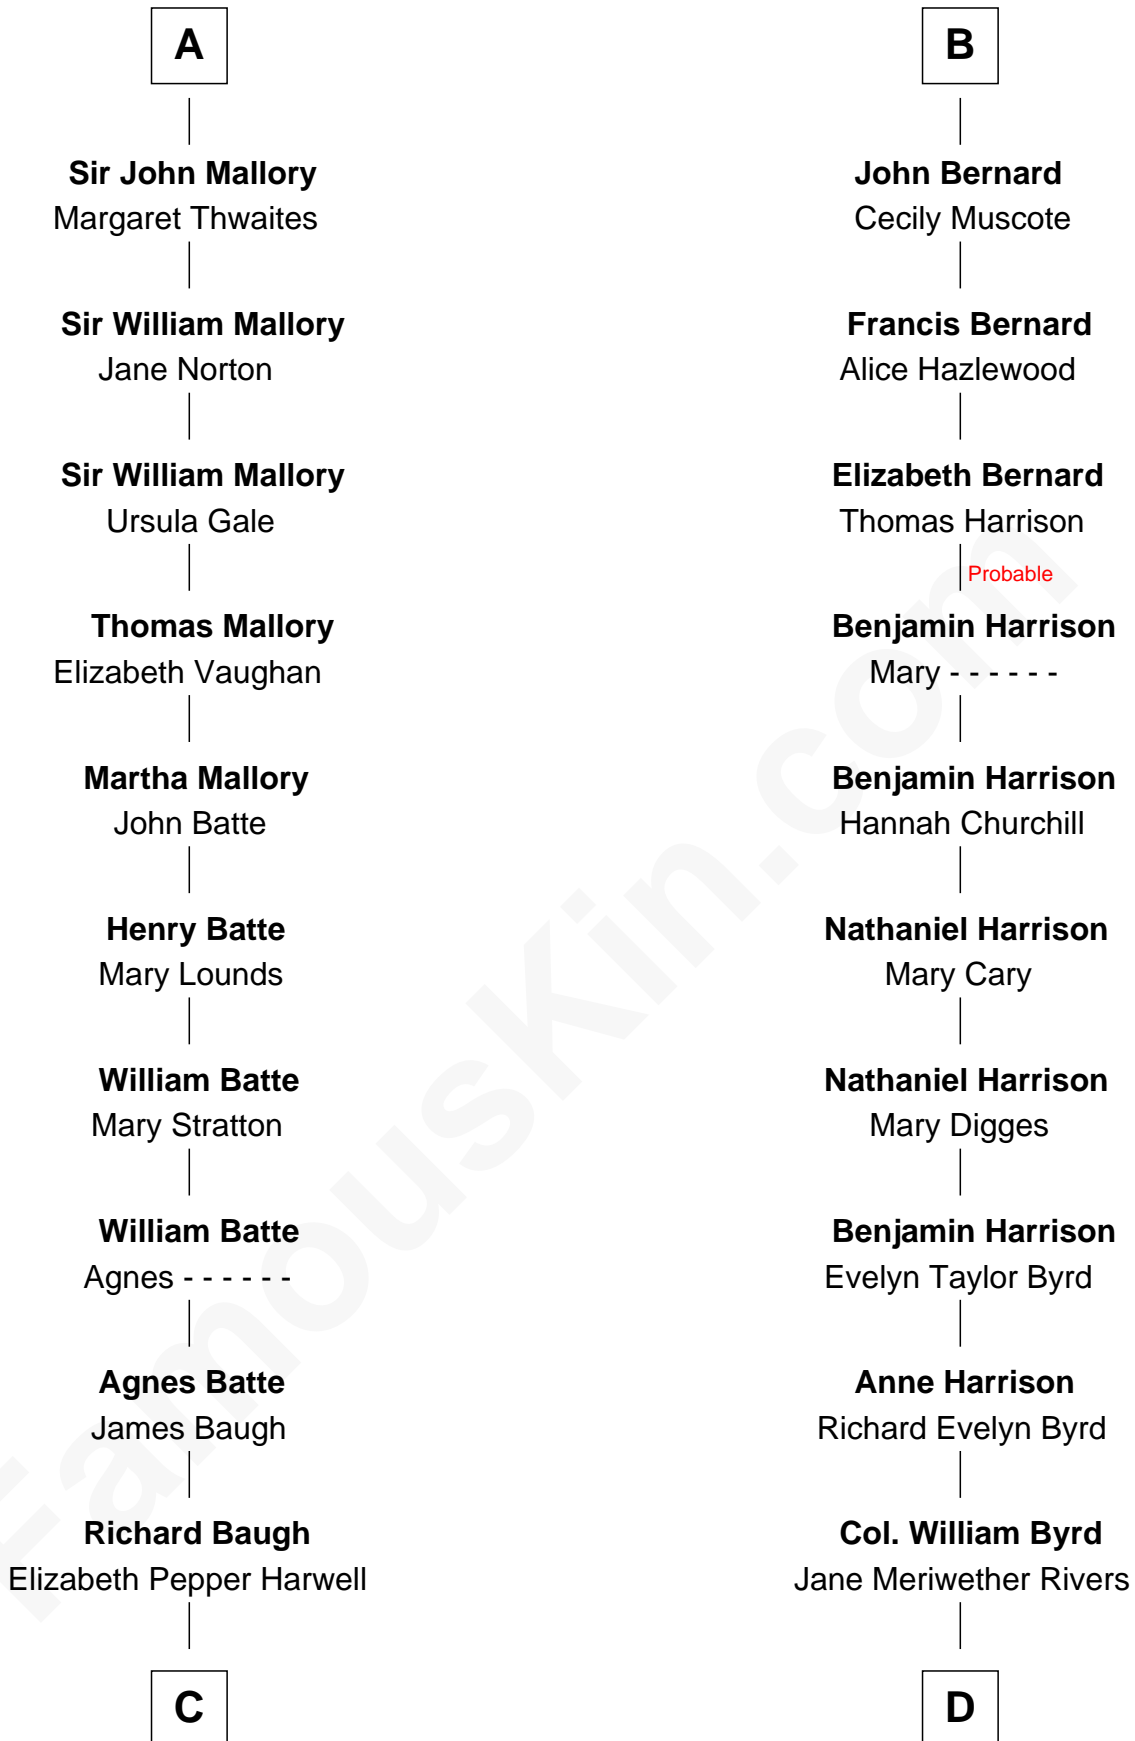 A
Sir John Mallory
Margaret Thwaites
Sir William Mallory
Jane Norton
Sir William Mallory
Ursula Gale
Thomas Mallory
Elizabeth Vaughan
Martha Mallory
John Batte
Henry Batte
Mary Lounds
William Batte
Mary Stratton
William Batte
Agnes - - - - - -
Agnes Batte
James Baugh
Richard Baugh
Elizabeth Pepper Harwell
C
B
John Bernard
Cecily Muscote
Francis Bernard
Alice Hazlewood
Elizabeth Bernard
Thomas Harrison
Probable
Benjamin Harrison
Mary - - - - - -
Benjamin Harrison
Hannah Churchill
Nathaniel Harrison
Mary Cary
Nathaniel Harrison
Mary Digges
Benjamin Harrison
Evelyn Taylor Byrd
Anne Harrison
Richard Evelyn Byrd
Col. William Byrd
Jane Meriwether Rivers
D
FamousKin.com